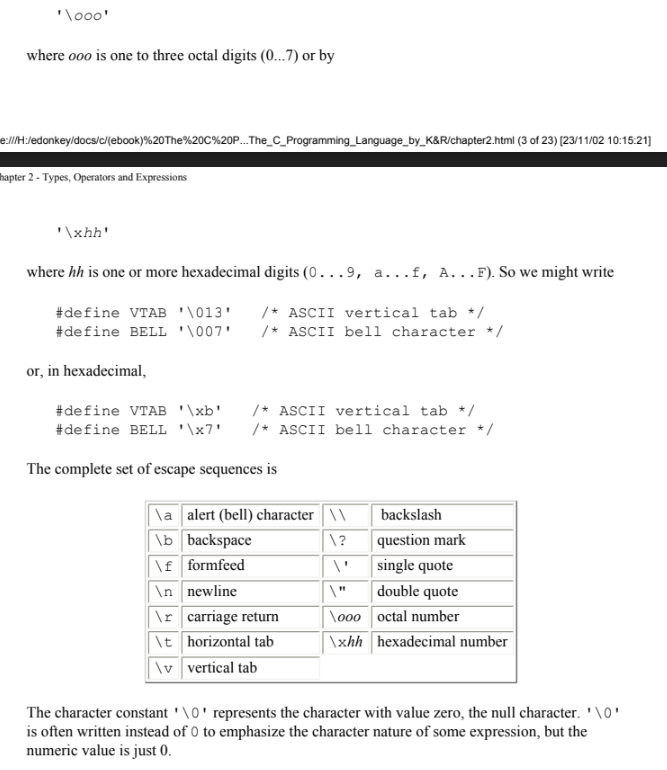 '\ooo'
where ooo is one to three octal digits (0...7) or by
e:///H:/edonkey/docs/c/(ebook)%20The%20C%20P...The_C_Programming_Language_by_K&R/chapter2.html (3 of 23) [23/11/02 10:15:21]
hapter 2 - Types, Operators and Expressions
'\xhh'
where hh is one or more hexadecimal digits (0...9, a...f, A...F). So we might write
#define VTAB '\013'   /* ASCII vertical tab */
#define BELL '\007'   /* ASCII bell character */
or, in hexadecimal,
#define VTAB '\xb'   /* ASCII vertical tab */
#define BELL '\x7'   /* ASCII bell character */
The complete set of escape sequences is
\a alert (bell) character \\ backslash
\b backspace \? question mark
\f formfeed \' single quote
\n newline \" double quote
\r carriage return \ooo octal number
\t horizontal tab \xhh hexadecimal number
\v vertical tab
The character constant '\0' represents the character with value zero, the null character. '\0'
is often written instead of 0 to emphasize the character nature of some expression, but the
numeric value is just 0.